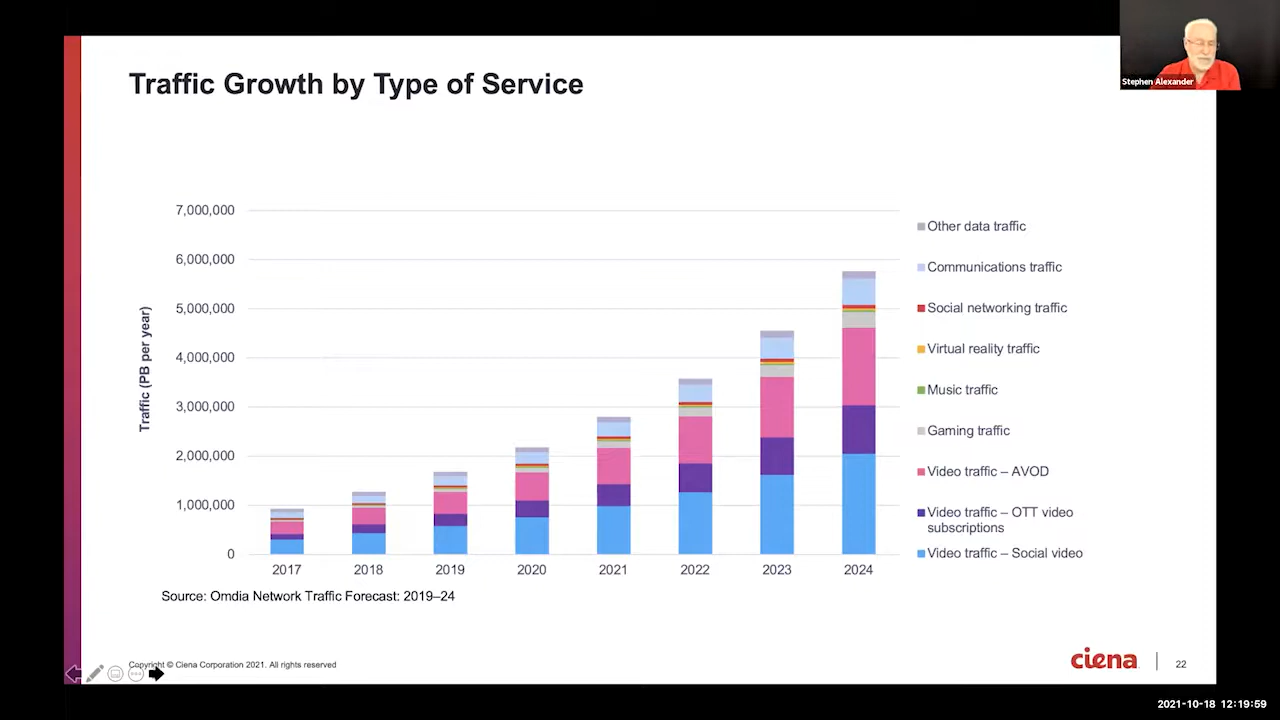 Stephen Alexander
Traffic Growth by Type of Service
Traffic (PB per year)
7,000,000
6,000,000
5,000,000
4,000,000
3,000,000
2,000,000
1,000,000
0
2017 2018 2019 2020 2021 2022 2023 2024
Other data traffic
Communications traffic
Social networking traffic
Virtual reality traffic
Music traffic
Gaming traffic
Video traffic – AVOD
Video traffic – OTT video
subscriptions
Video traffic – Social video
Source: Omdia Network Traffic Forecast: 2019–24
Copyright © Ciena Corporation 2021. All rights reserved
ciena
22
2021-10-18 12:19:59